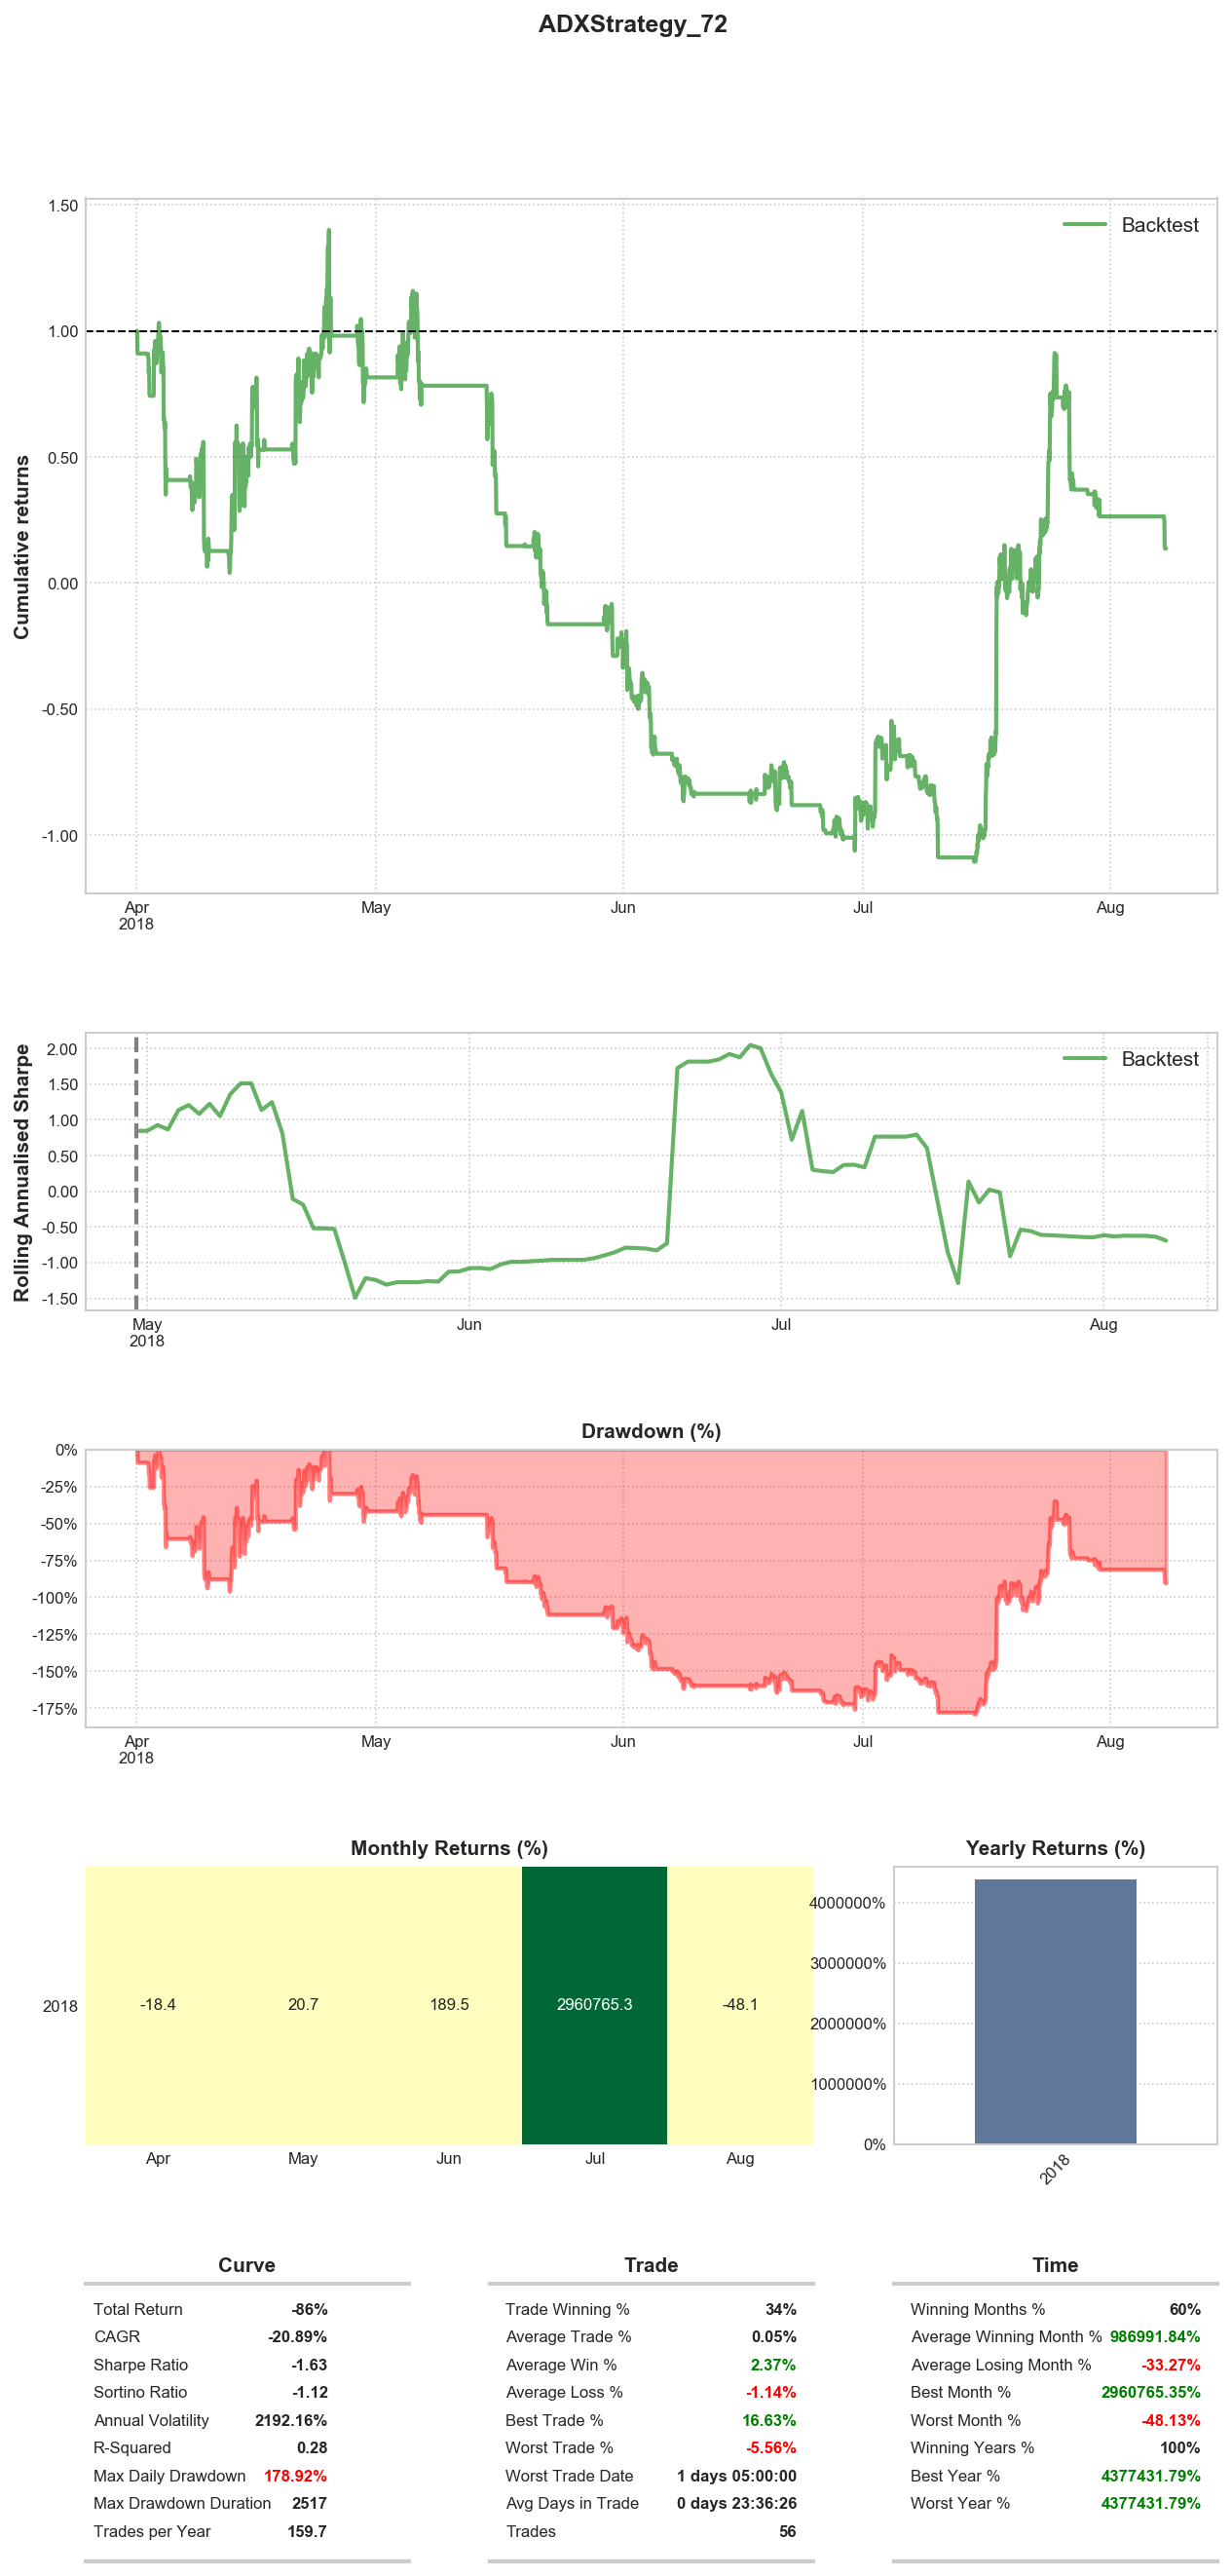 ADXStrategy_72
Cumulative returns
1.50
1.00
0.50
0.00
-0.50
-1.00
Backtest
Apr May Jun Jul Aug
2018
Rolling Annualised Sharpe
2.00
1.50
1.00
0.50
0.00
-0.50
-1.00
-1.50
Backtest
May Jun Jul Aug
2018
Drawdown (%)
0%
-25%
-50%
-75%
-100%
-125%
-150%
-175%
Apr May Jun Jul Aug
2018
Monthly Returns (%)
2018 -18.4 20.7 189.5 2960765.3 -48.1
Apr May Jun Jul Aug
Yearly Returns (%)
4000000%
3000000%
2000000%
1000000%
0%
2018
Curve
Total Return -86%
CAGR -20.89%
Sharpe Ratio -1.63
Sortino Ratio -1.12
Annual Volatility 2192.16%
R-Squared 0.28
Max Daily Drawdown 178.92%
Max Drawdown Duration 2517
Trades per Year 159.7
Trade
Trade Winning % 34%
Average Trade % 0.05%
Average Win % 2.37%
Average Loss % -1.14%
Best Trade % 16.63%
Worst Trade % -5.56%
Worst Trade Date 1 days 05:00:00
Avg Days in Trade 0 days 23:36:26
Trades 56
Time
Winning Months % 60%
Average Winning Month % 986991.84%
Average Losing Month % -33.27%
Best Month % 2960765.35%
Worst Month % -48.13%
Winning Years % 100%
Best Year % 4377431.79%
Worst Year % 4377431.79%